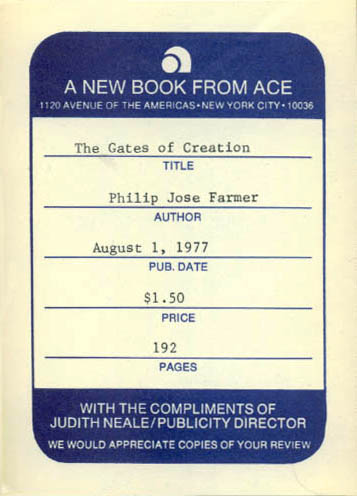 A NEW BOOK FROM ACE
1120 AVENUE OF THE AMERICAS • NEW YORK CITY • 10036
The Gates of Creation
TITLE
Philip Jose Farmer
AUTHOR
August 1, 1977
PUB. DATE
$1.50
PRICE
192
PAGES
WITH THE COMPLIMENTS OF
JUDITH NEALE/PUBLICITY DIRECTOR
WE WOULD APPRECIATE COPIES OF YOUR REVIEW